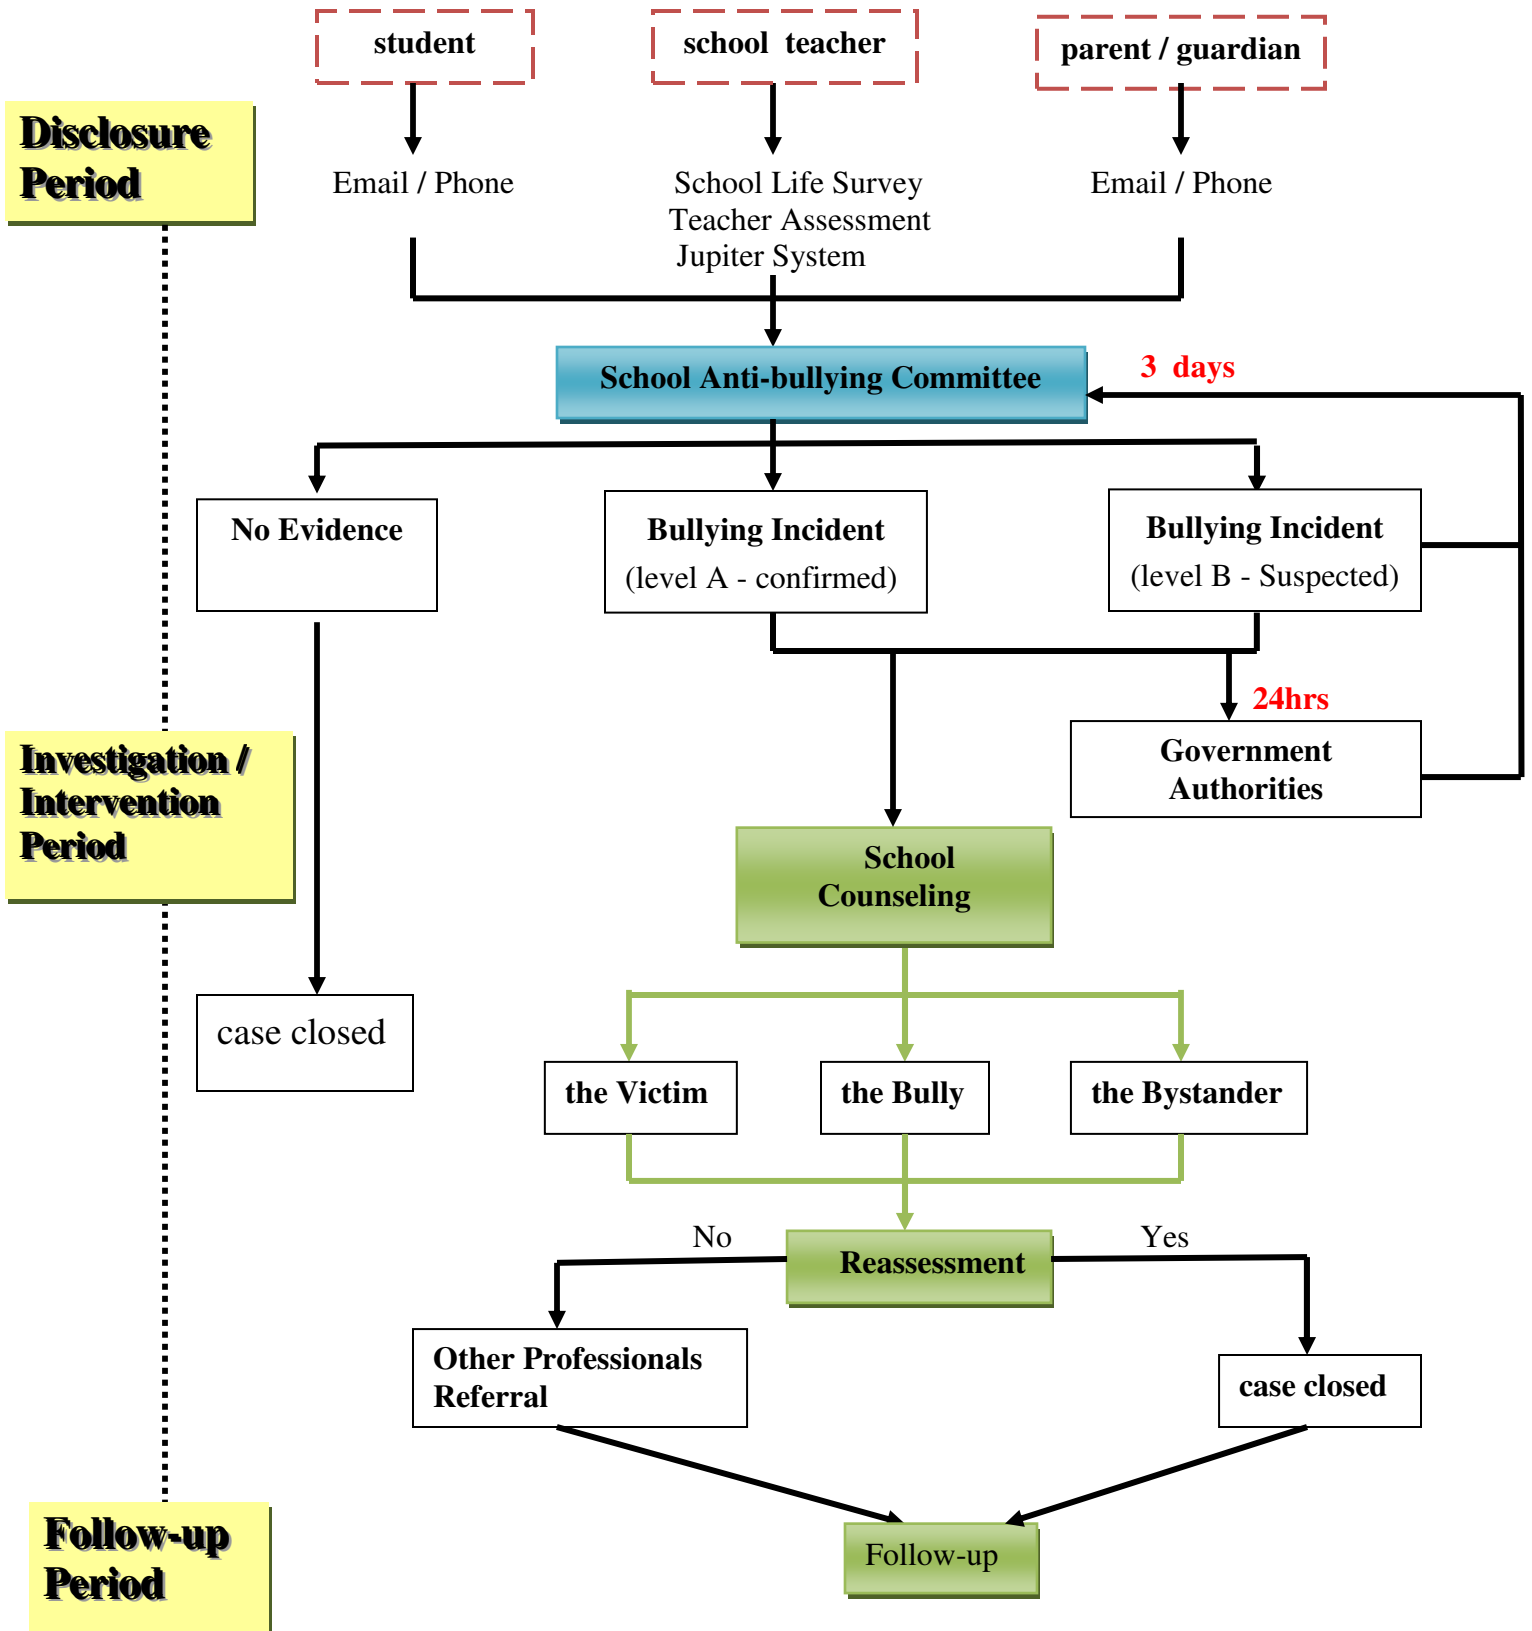 student
school teacher
parent / guardian
Disclosure
Period
Email / Phone
School Life Survey
Teacher Assessment
Jupiter System
Email / Phone
School Anti-bullying Committee
3 days
No Evidence
Bullying Incident
(level A - confirmed)
Bullying Incident
(level B - Suspected)
24hrs
Government
Authorities
Investigation /
Intervention
Period
School
Counseling
case closed
the Victim
the Bully
the Bystander
No
Reassessment
Yes
Other Professionals
Referral
case closed
Follow-up
Period
Follow-up